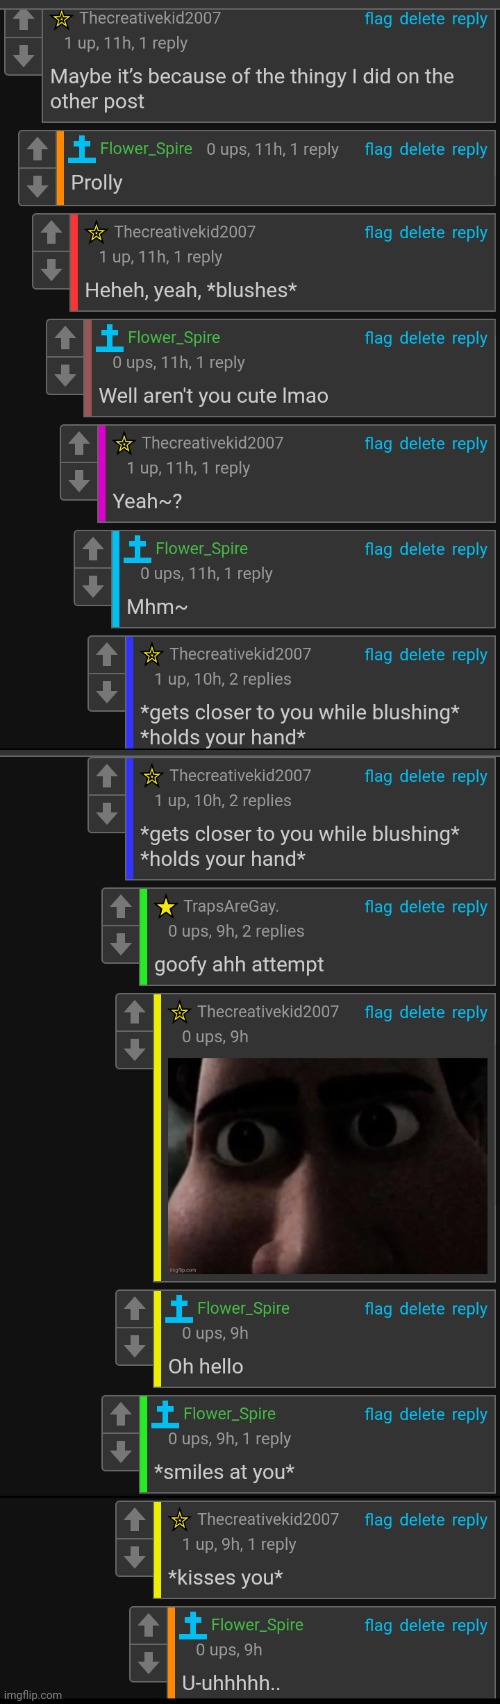 Thecreativekid2007 flag delete reply
1 up, 11h, 1 reply
Maybe it’s because of the thingy I did on the
other post
Flower_Spire 0 ups, 11h, 1 reply flag delete reply
Prolly
Thecreativekid2007 flag delete reply
1 up, 11h, 1 reply
Heheh, yeah, *blushes*
Flower_Spire flag delete reply
0 ups, 11h, 1 reply
Well aren't you cute lmao
Thecreativekid2007 flag delete reply
1 up, 11h, 1 reply
Yeah~?
Flower_Spire flag delete reply
0 ups, 11h, 1 reply
Mhm~
Thecreativekid2007 flag delete reply
1 up, 10h, 2 replies
*gets closer to you while blushing*
*holds your hand*
Thecreativekid2007 flag delete reply
1 up, 10h, 2 replies
*gets closer to you while blushing*
*holds your hand*
TrapsAreGay. flag delete reply
0 ups, 9h, 2 replies
goofy ahh attempt
Thecreativekid2007 flag delete reply
0 ups, 9h
imgflip.com
Flower_Spire flag delete reply
0 ups, 9h
Oh hello
Flower_Spire flag delete reply
0 ups, 9h, 1 reply
*smiles at you*
Thecreativekid2007 flag delete reply
1 up, 9h, 1 reply
*kisses you*
Flower_Spire flag delete reply
0 ups, 9h
U-uhhhhh..
imgflip.com